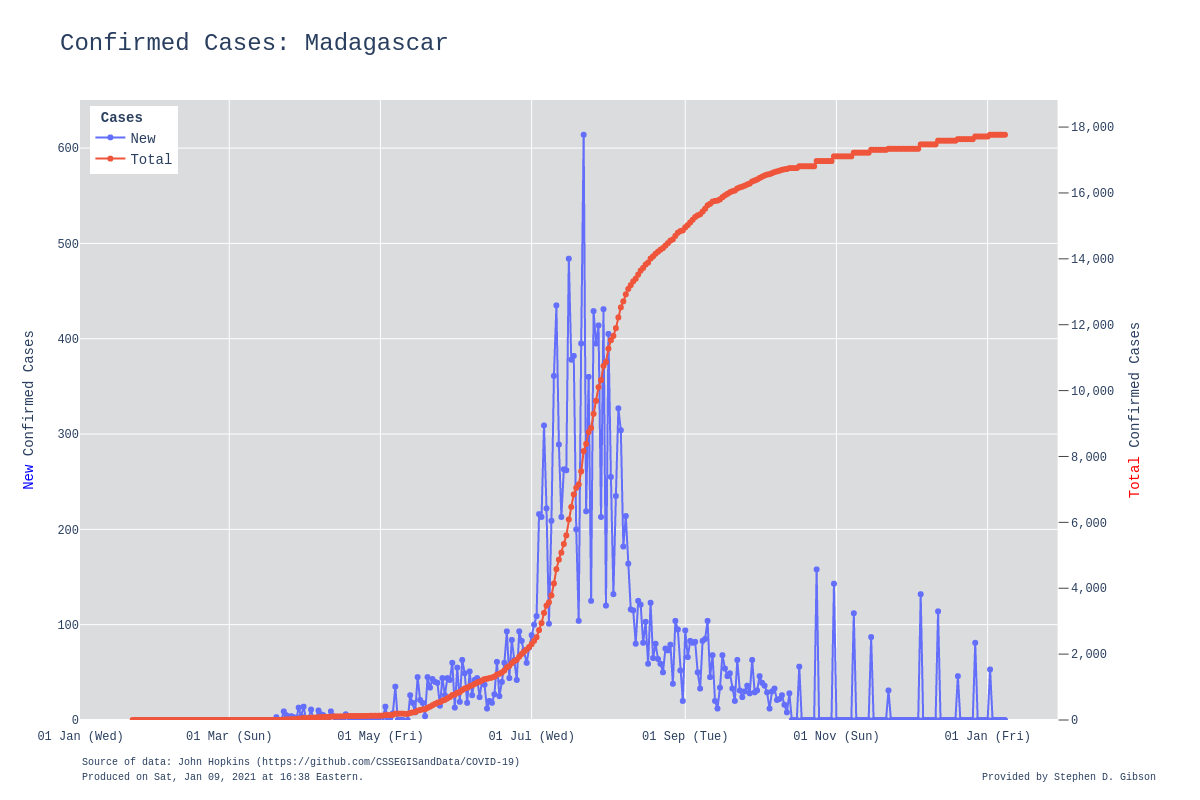 Confirmed Cases: Madagascar
Cases
New
Total
600
500
400
300
200
100
0
18,000
16,000
14,000
12,000
10,000
8,000
6,000
4,000
2,000
0
New Confirmed Cases
Total Confirmed Cases
01 Jan (Wed) 01 Mar (Sun) 01 May (Fri) 01 Jul (Wed) 01 Sep (Tue) 01 Nov (Sun) 01 Jan (Fri)
Source of data: John Hopkins (https://github.com/CSSEGISandData/COVID-19)
Produced on Sat, Jan 09, 2021 at 16:38 Eastern.
Provided by Stephen D. Gibson